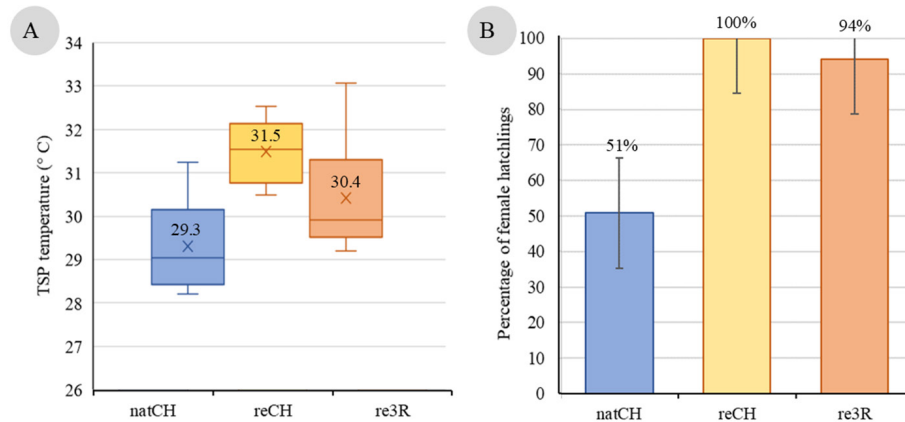 A
TSP temperature (° C)
34
33
32
31
30
29
28
27
26
29.3
31.5
30.4
natCH
reCH
re3R
B
Percentage of female hatchlings
100
90
80
70
60
50
40
30
20
10
0
51%
100%
94%
natCH
reCH
re3R